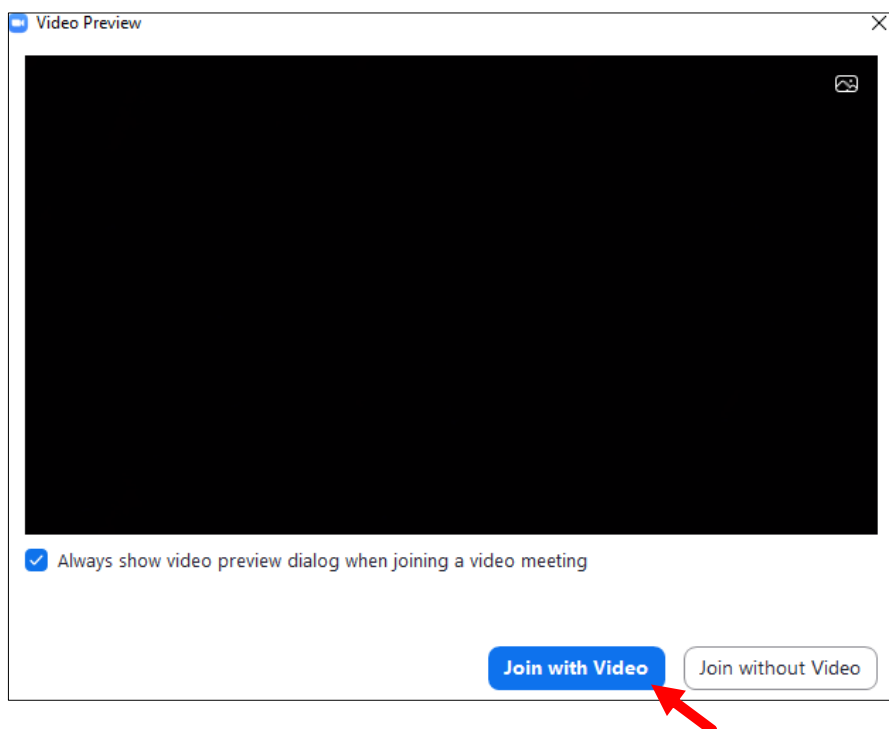 Video Preview
Always show video preview dialog when joining a video meeting
Join with Video
Join without Video